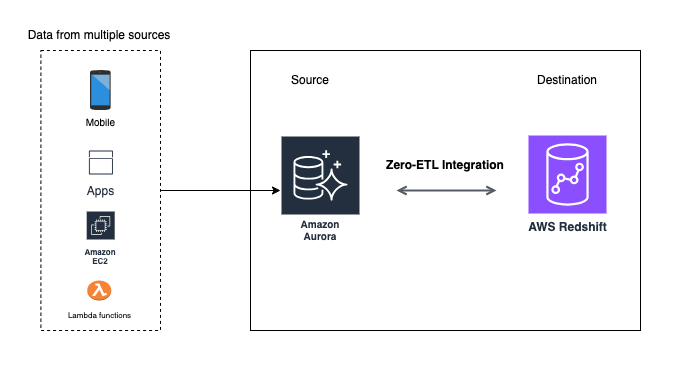 Data from multiple sources
Mobile
Apps
Amazon
EC2
Lambda functions
Source
Destination
Zero-ETL Integration
Amazon
Aurora
AWS Redshift